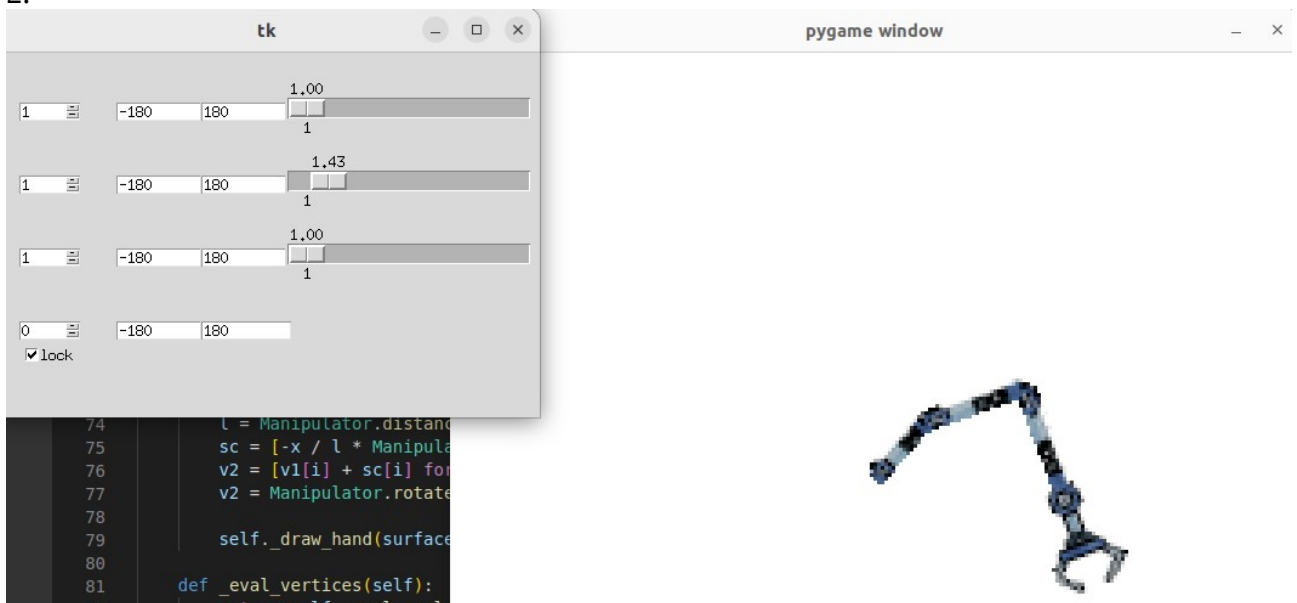 2.
tk
pygame window
1.00
1 -180 180
1
1.43
1 -180 180
1
1.00
1 -180 180
1
0 -180 180
lock
74 l = Manipulator.distanc
75 sc = [-x / l * Manipula
76 v2 = [v1[i] + sc[i] for
77 v2 = Manipulator.rotate
78
79 self._draw_hand(surface
80
81 def _eval_vertices(self):